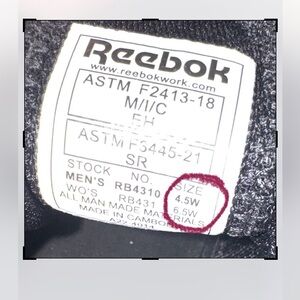 Reebok
www.reebokwork.com
ASTM F2413-18
M/I/C
EH
ASTM F3445-21
SR
STOCK NO. SIZE
MEN'S RB4310 4.5W
WO'S RB431 6.5W
ALL MAN MADE MATERIALS
MADE IN CAMBO